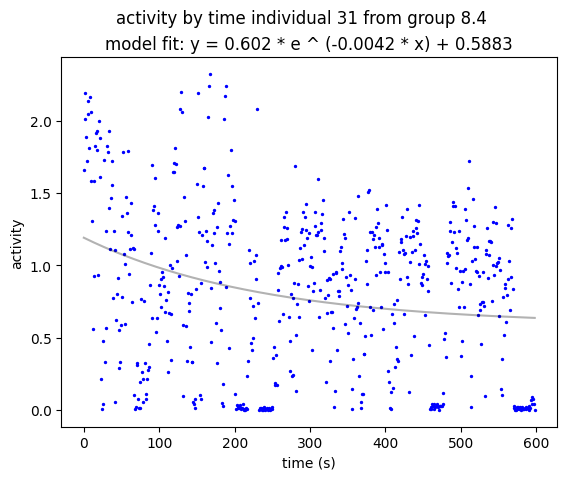 activity by time individual 31 from group 8.4
model fit: y = 0.602 * e ^ (-0.0042 * x) + 0.5883
activity
2.0
1.5
1.0
0.5
0.0
0 100 200 300 400 500 600
time (s)